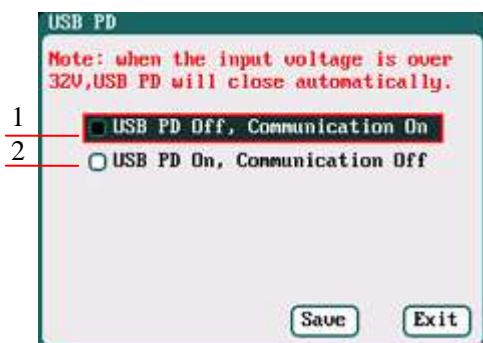 USB PD
Note: when the input voltage is over
32V,USB PD will close automatically.
1
USB PD Off, Communication On
2
USB PD On, Communication Off
Save Exit